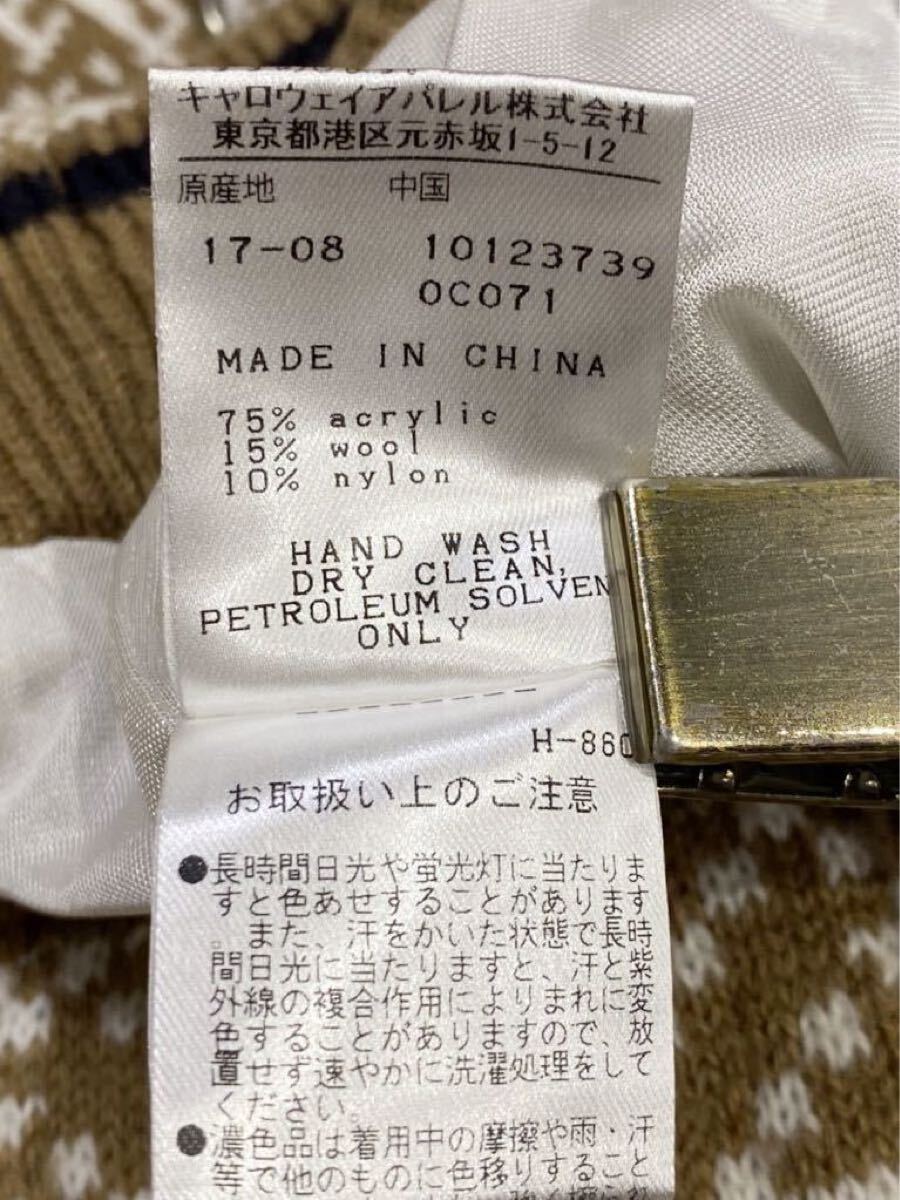 キャロウェイアパレル株式会社
東京都港区元赤坂1-5-12
原産地 中国
17-08 10123739
0C071
MADE IN CHINA
75% acrylic
15% wool
10% nylon
HAND WASH
DRY CLEAN,
PETROLEUM SOLVEN
ONLY
H-860
お取扱い上のご注意
●長時間日光や蛍光灯に当たりま
すと色あせすることがあります
。また、汗をかいた状態で長時
間日光に当たりますと、汗と紫
外線の複合作用によりまれに変
色することがありますので、放
置せず速やかに洗濯処理をして
ください。
●濃色品は着用中の摩擦や雨・汗
等で他のものに色移りすること